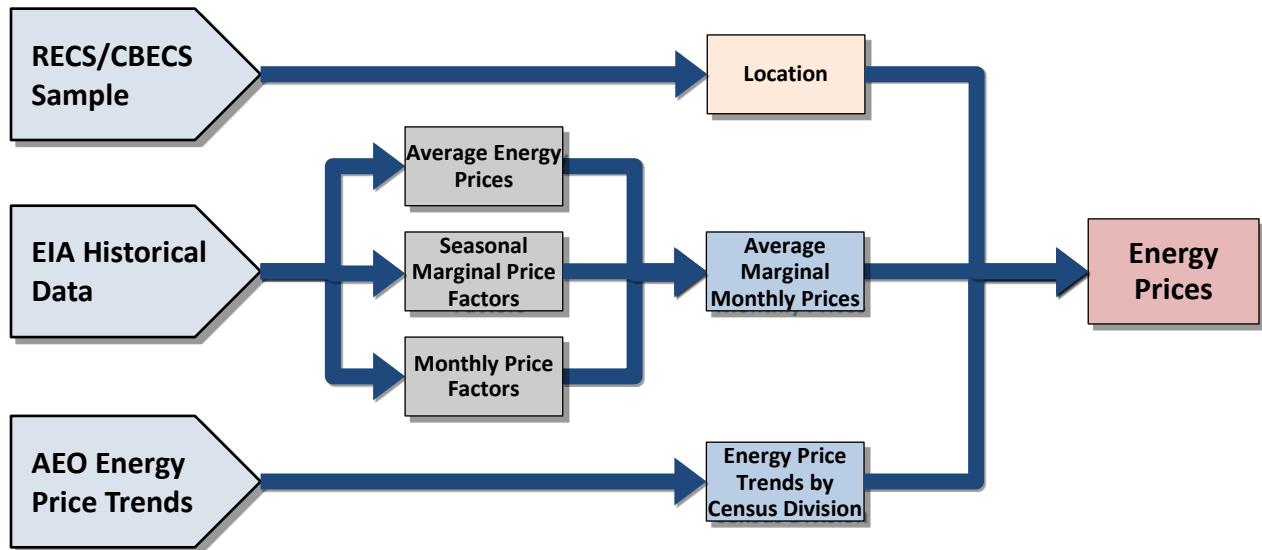 RECS/CBECS
Sample
Location
Average Energy
Prices
EIA Historical
Data
Seasonal
Marginal Price
Factors
Average
Marginal
Monthly Prices
Energy
Prices
Monthly Price
Factors
AEO Energy
Price Trends
Energy Price
Trends by
Census Division